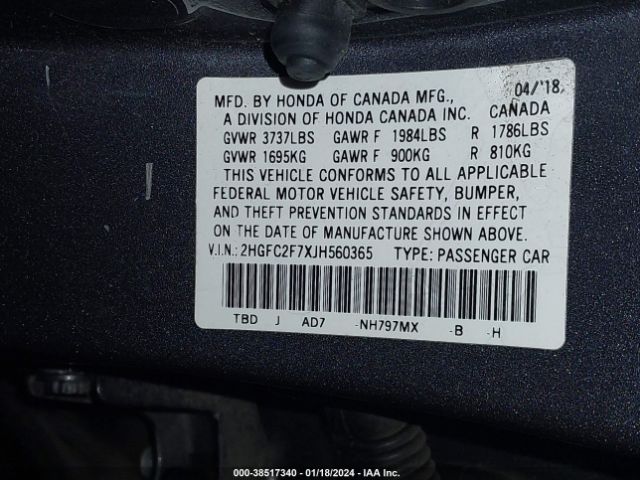 04/'18
MFD. BY HONDA OF CANADA MFG., CANADA
A DIVISION OF HONDA CANADA INC.
GVWR 3737LBS GAWR F 1984LBS R 1786LBS
GVWR 1695KG GAWR F 900KG R 810KG
THIS VEHICLE CONFORMS TO ALL APPLICABLE
FEDERAL MOTOR VEHICLE SAFETY, BUMPER,
AND THEFT PREVENTION STANDARDS IN EFFECT
ON THE DATE OF MANUFACTURE SHOWN ABOVE.
V.I.N.: 2HGFC2F7XJH560365 TYPE: PASSENGER CAR
TBD J AD7 -NH797MX -B -H
000-38517340 - 01/18/2024 - IAA Inc.